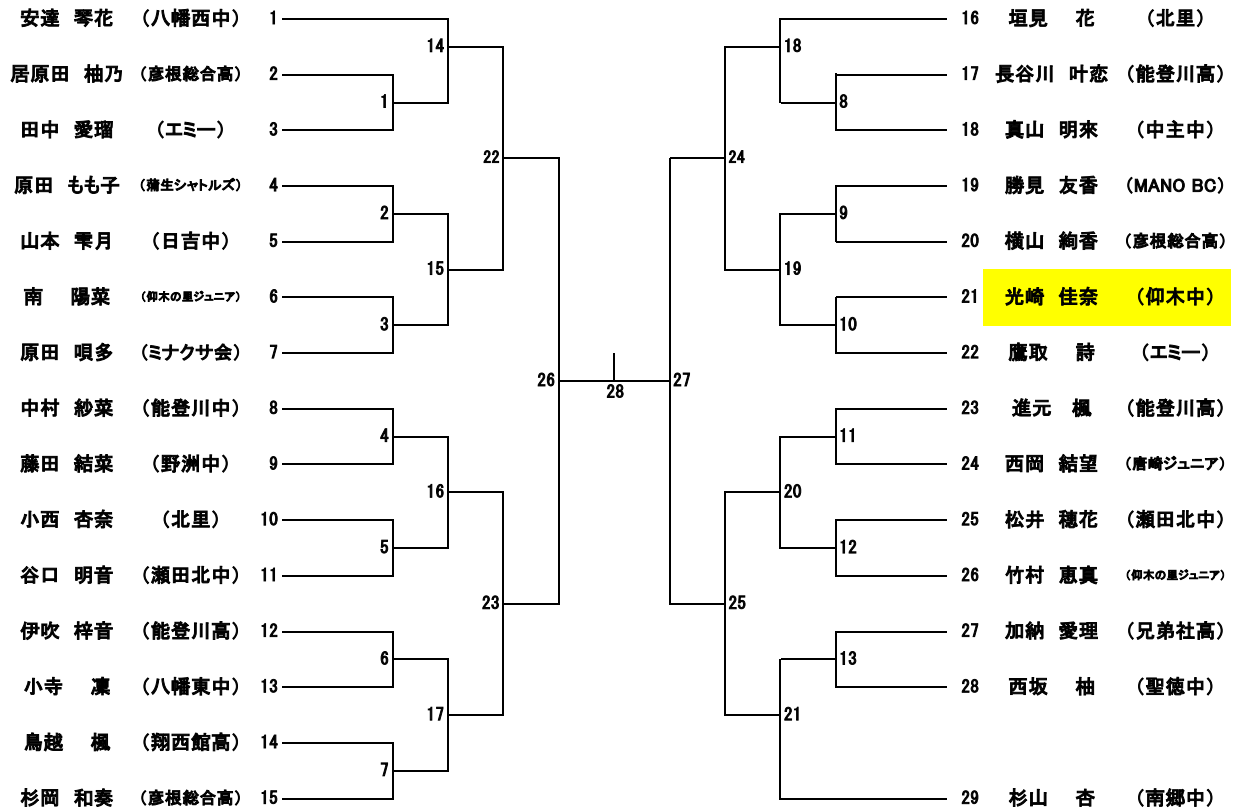 安達 琴花 (八幡西中) 1
居原田 柚乃 (彦根総合高) 2
田中 愛瑠 (エミー) 3
原田 もも子 (蒲生シャトルズ) 4
山本 雫月 (日吉中) 5
南 陽菜 (仰木の里ジュニア) 6
原田 唄多 (ミナクサ会) 7
中村 紗菜 (能登川中) 8
藤田 結菜 (野洲中) 9
小西 杏奈 (北里) 10
谷口 明音 (瀬田北中) 11
伊吹 梓音 (能登川高) 12
小寺 凜 (八幡東中) 13
鳥越 楓 (翔西館高) 14
杉岡 和奏 (彦根総合高) 15
14
1
22
2
15
3
26
4
16
5
23
6
17
7
28
18
8
24
9
19
10
27
11
20
12
25
13
21
16 垣見 花 (北里)
17 長谷川 叶恋 (能登川高)
18 真山 明來 (中主中)
19 勝見 友香 (MANO BC)
20 横山 絢香 (彦根総合高)
21 光崎 佳奈 (仰木中)
22 鷹取 詩 (エミー)
23 進元 楓 (能登川高)
24 西岡 結望 (唐崎ジュニア)
25 松井 穂花 (瀬田北中)
26 竹村 恵真 (仰木の里ジュニア)
27 加納 愛理 (兄弟社高)
28 西坂 柚 (聖徳中)
29 杉山 杏 (南郷中)